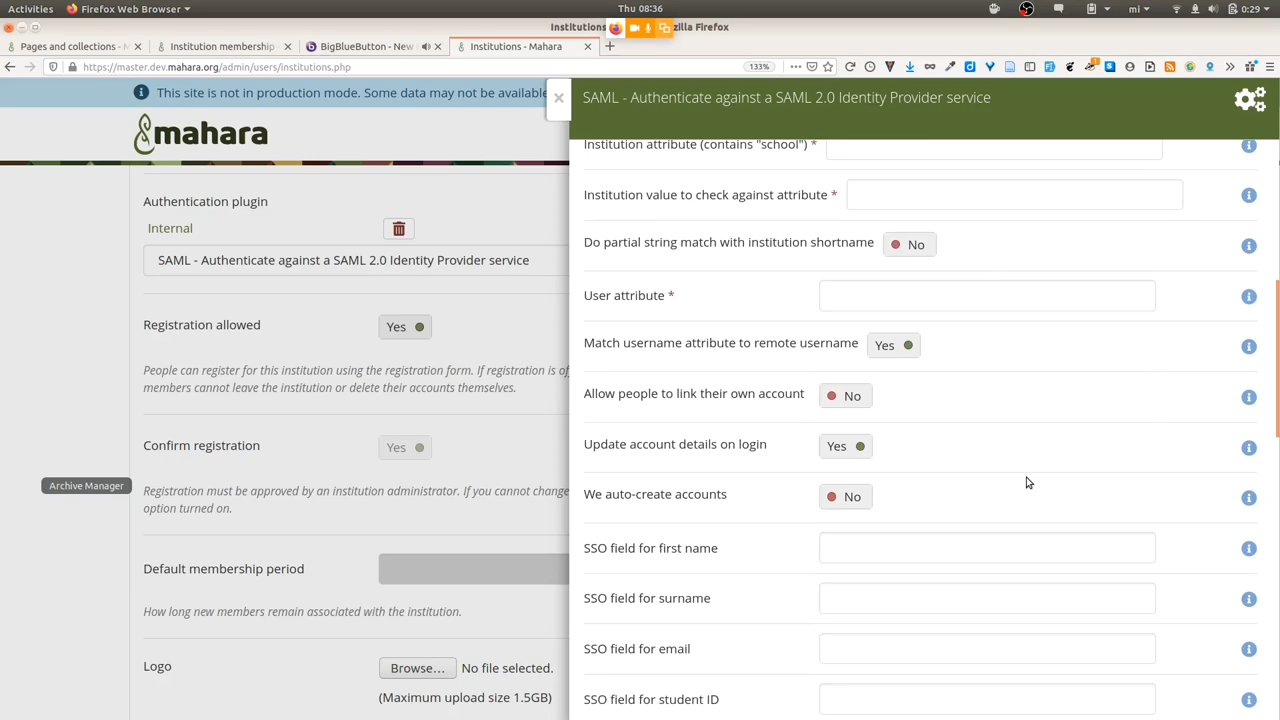 Activities
Firefox Web Browser
Thu 08:36
mi
0:29
Institutions
zilla Firefox
Pages and collections - M
Institution membership
BigBlueButton - New
Institutions - Mahara
https://master.dev.mahara.org/admin/users/institutions.php
133%
This site is not in production mode. Some data may not be available
mahara
Authentication plugin
Internal
SAML - Authenticate against a SAML 2.0 Identity Provider service
Registration allowed
Yes
People can register for this institution using the registration form. If registration is of
members cannot leave the institution or delete their accounts themselves.
Confirm registration
Yes
Archive Manager
Registration must be approved by an institution administrator. If you cannot change
option turned on.
Default membership period
How long new members remain associated with the institution.
Logo
Browse...
No file selected.
(Maximum upload size 1.5GB)
SAML - Authenticate against a SAML 2.0 Identity Provider service
Institution attribute (contains "school") *
Institution value to check against attribute *
Do partial string match with institution shortname
No
User attribute *
Match username attribute to remote username
Yes
Allow people to link their own account
No
Update account details on login
Yes
We auto-create accounts
No
SSO field for first name
SSO field for surname
SSO field for email
SSO field for student ID